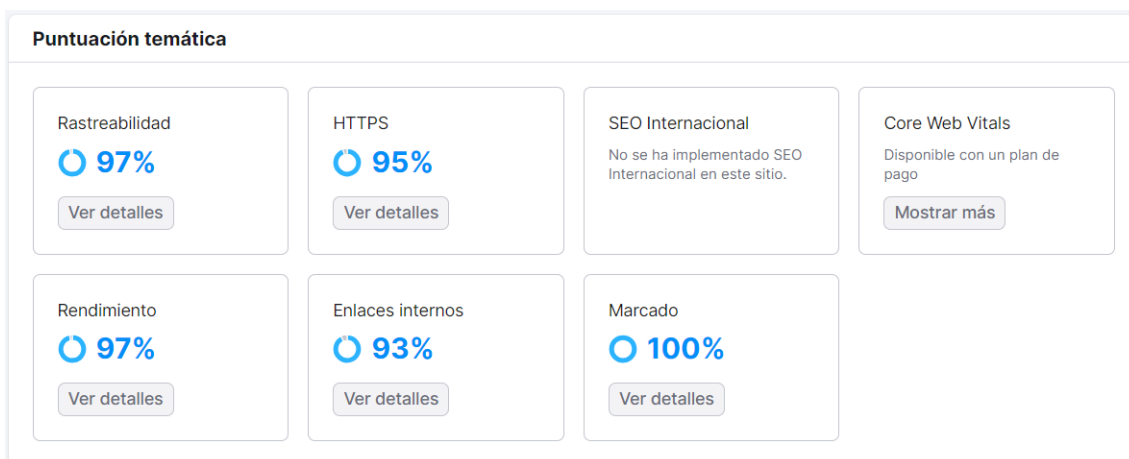 Puntuación temática
Rastreabilidad
97%
Ver detalles
HTTPS
95%
Ver detalles
SEO Internacional
No se ha implementado SEO
Internacional en este sitio.
Core Web Vitals
Disponible con un plan de
pago
Mostrar más
Rendimiento
97%
Ver detalles
Enlaces internos
93%
Ver detalles
Marcado
100%
Ver detalles